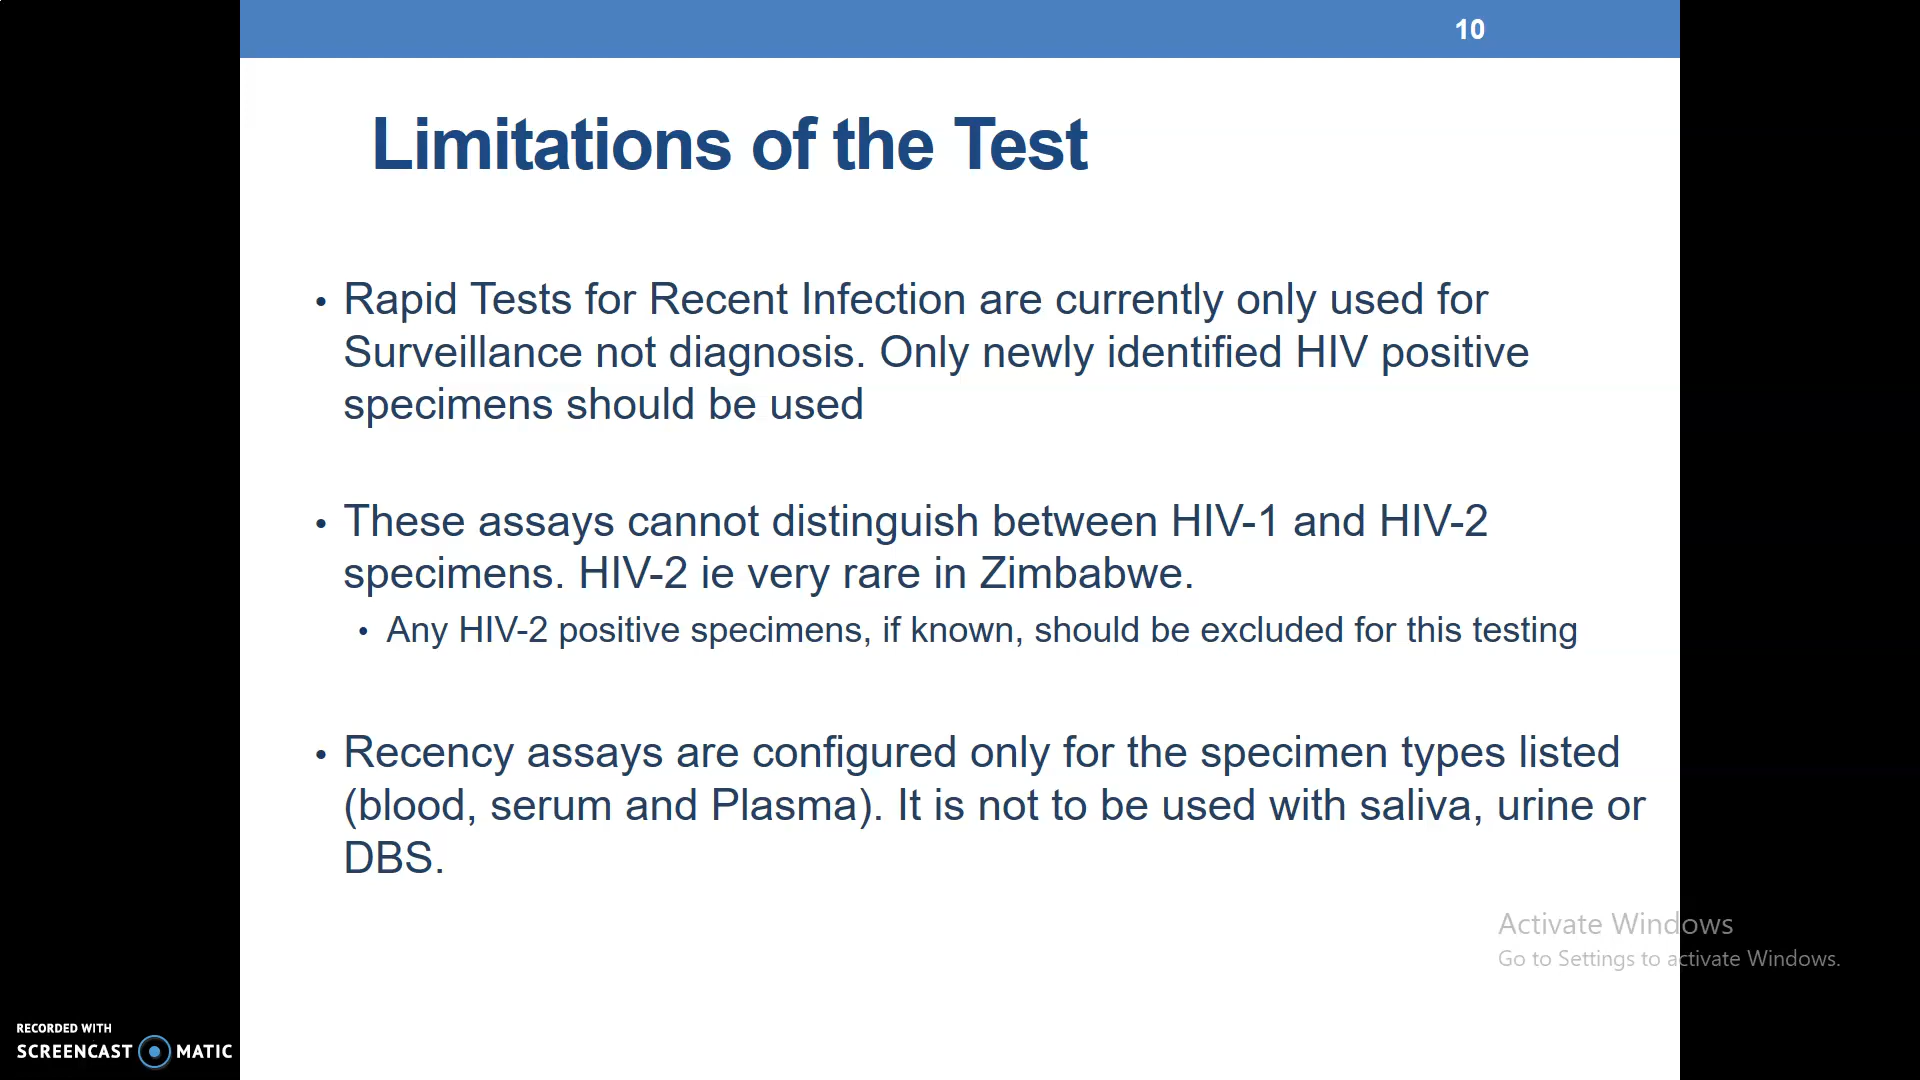 10
Limitations of the Test
• Rapid Tests for Recent Infection are currently only used for
Surveillance not diagnosis. Only newly identified HIV positive
specimens should be used
• These assays cannot distinguish between HIV-1 and HIV-2
specimens. HIV-2 ie very rare in Zimbabwe.
• Any HIV-2 positive specimens, if known, should be excluded for this testing
• Recency assays are configured only for the specimen types listed
(blood, serum and Plasma). It is not to be used with saliva, urine or
DBS.
Activate Windows
Go to Settings to activate Windows.
RECORDED WITH
SCREENCAST MATIC